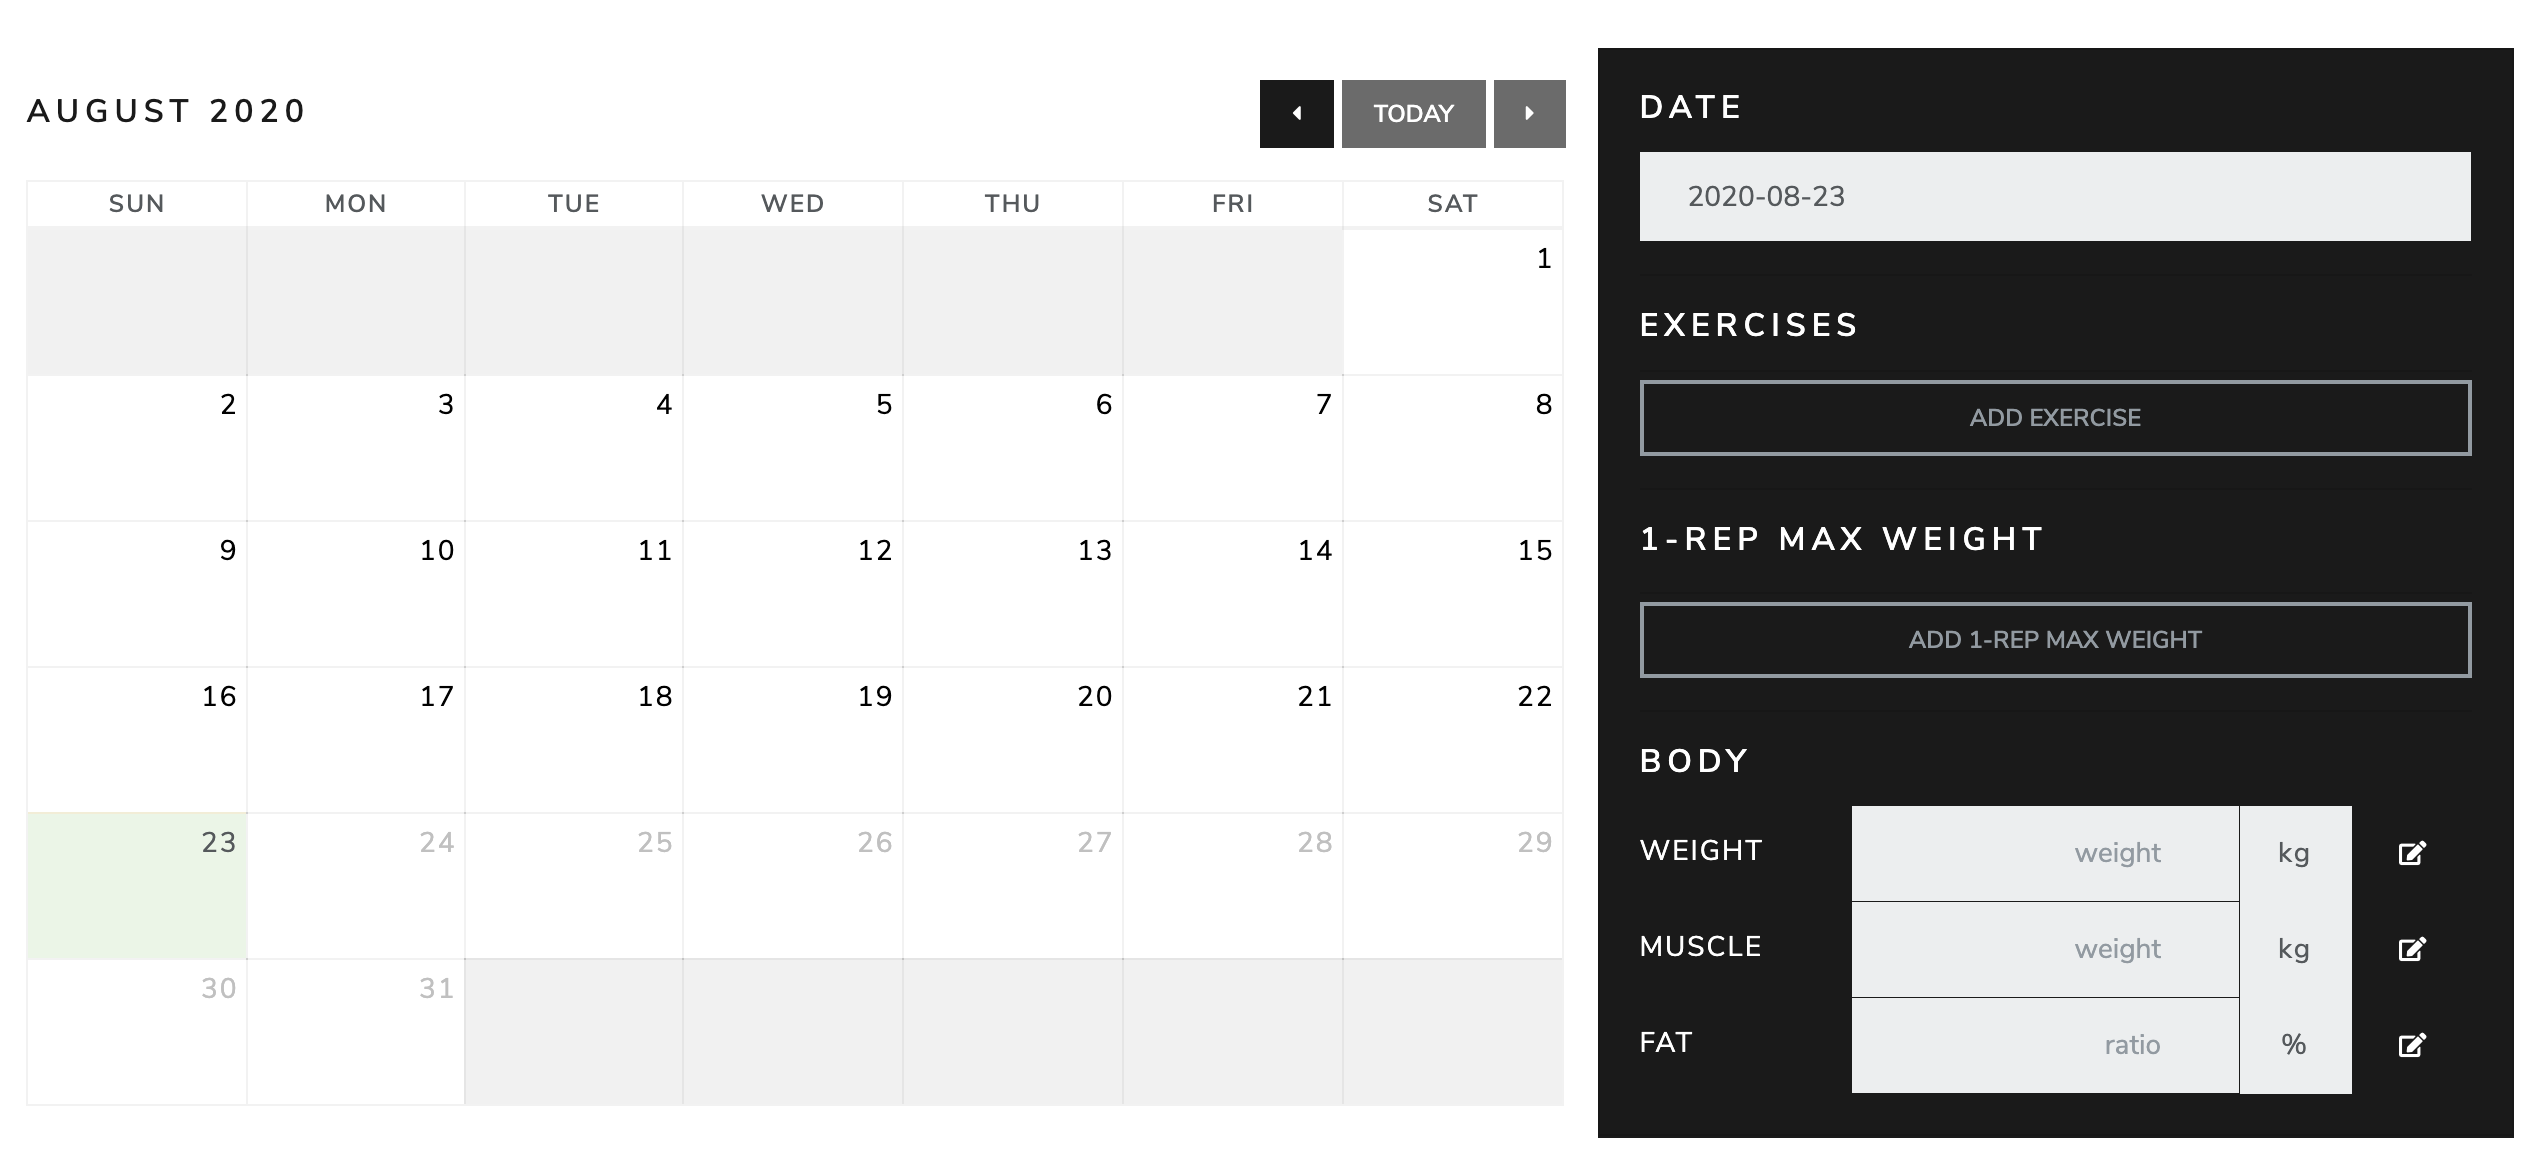 AUGUST 2020
TODAY
SUN MON TUE WED THU FRI SAT
1
2 3 4 5 6 7 8
9 10 11 12 13 14 15
16 17 18 19 20 21 22
23 24 25 26 27 28 29
30 31
DATE
2020-08-23
EXERCISES
ADD EXERCISE
1-REP MAX WEIGHT
ADD 1-REP MAX WEIGHT
BODY
WEIGHT weight kg
MUSCLE weight kg
FAT ratio %